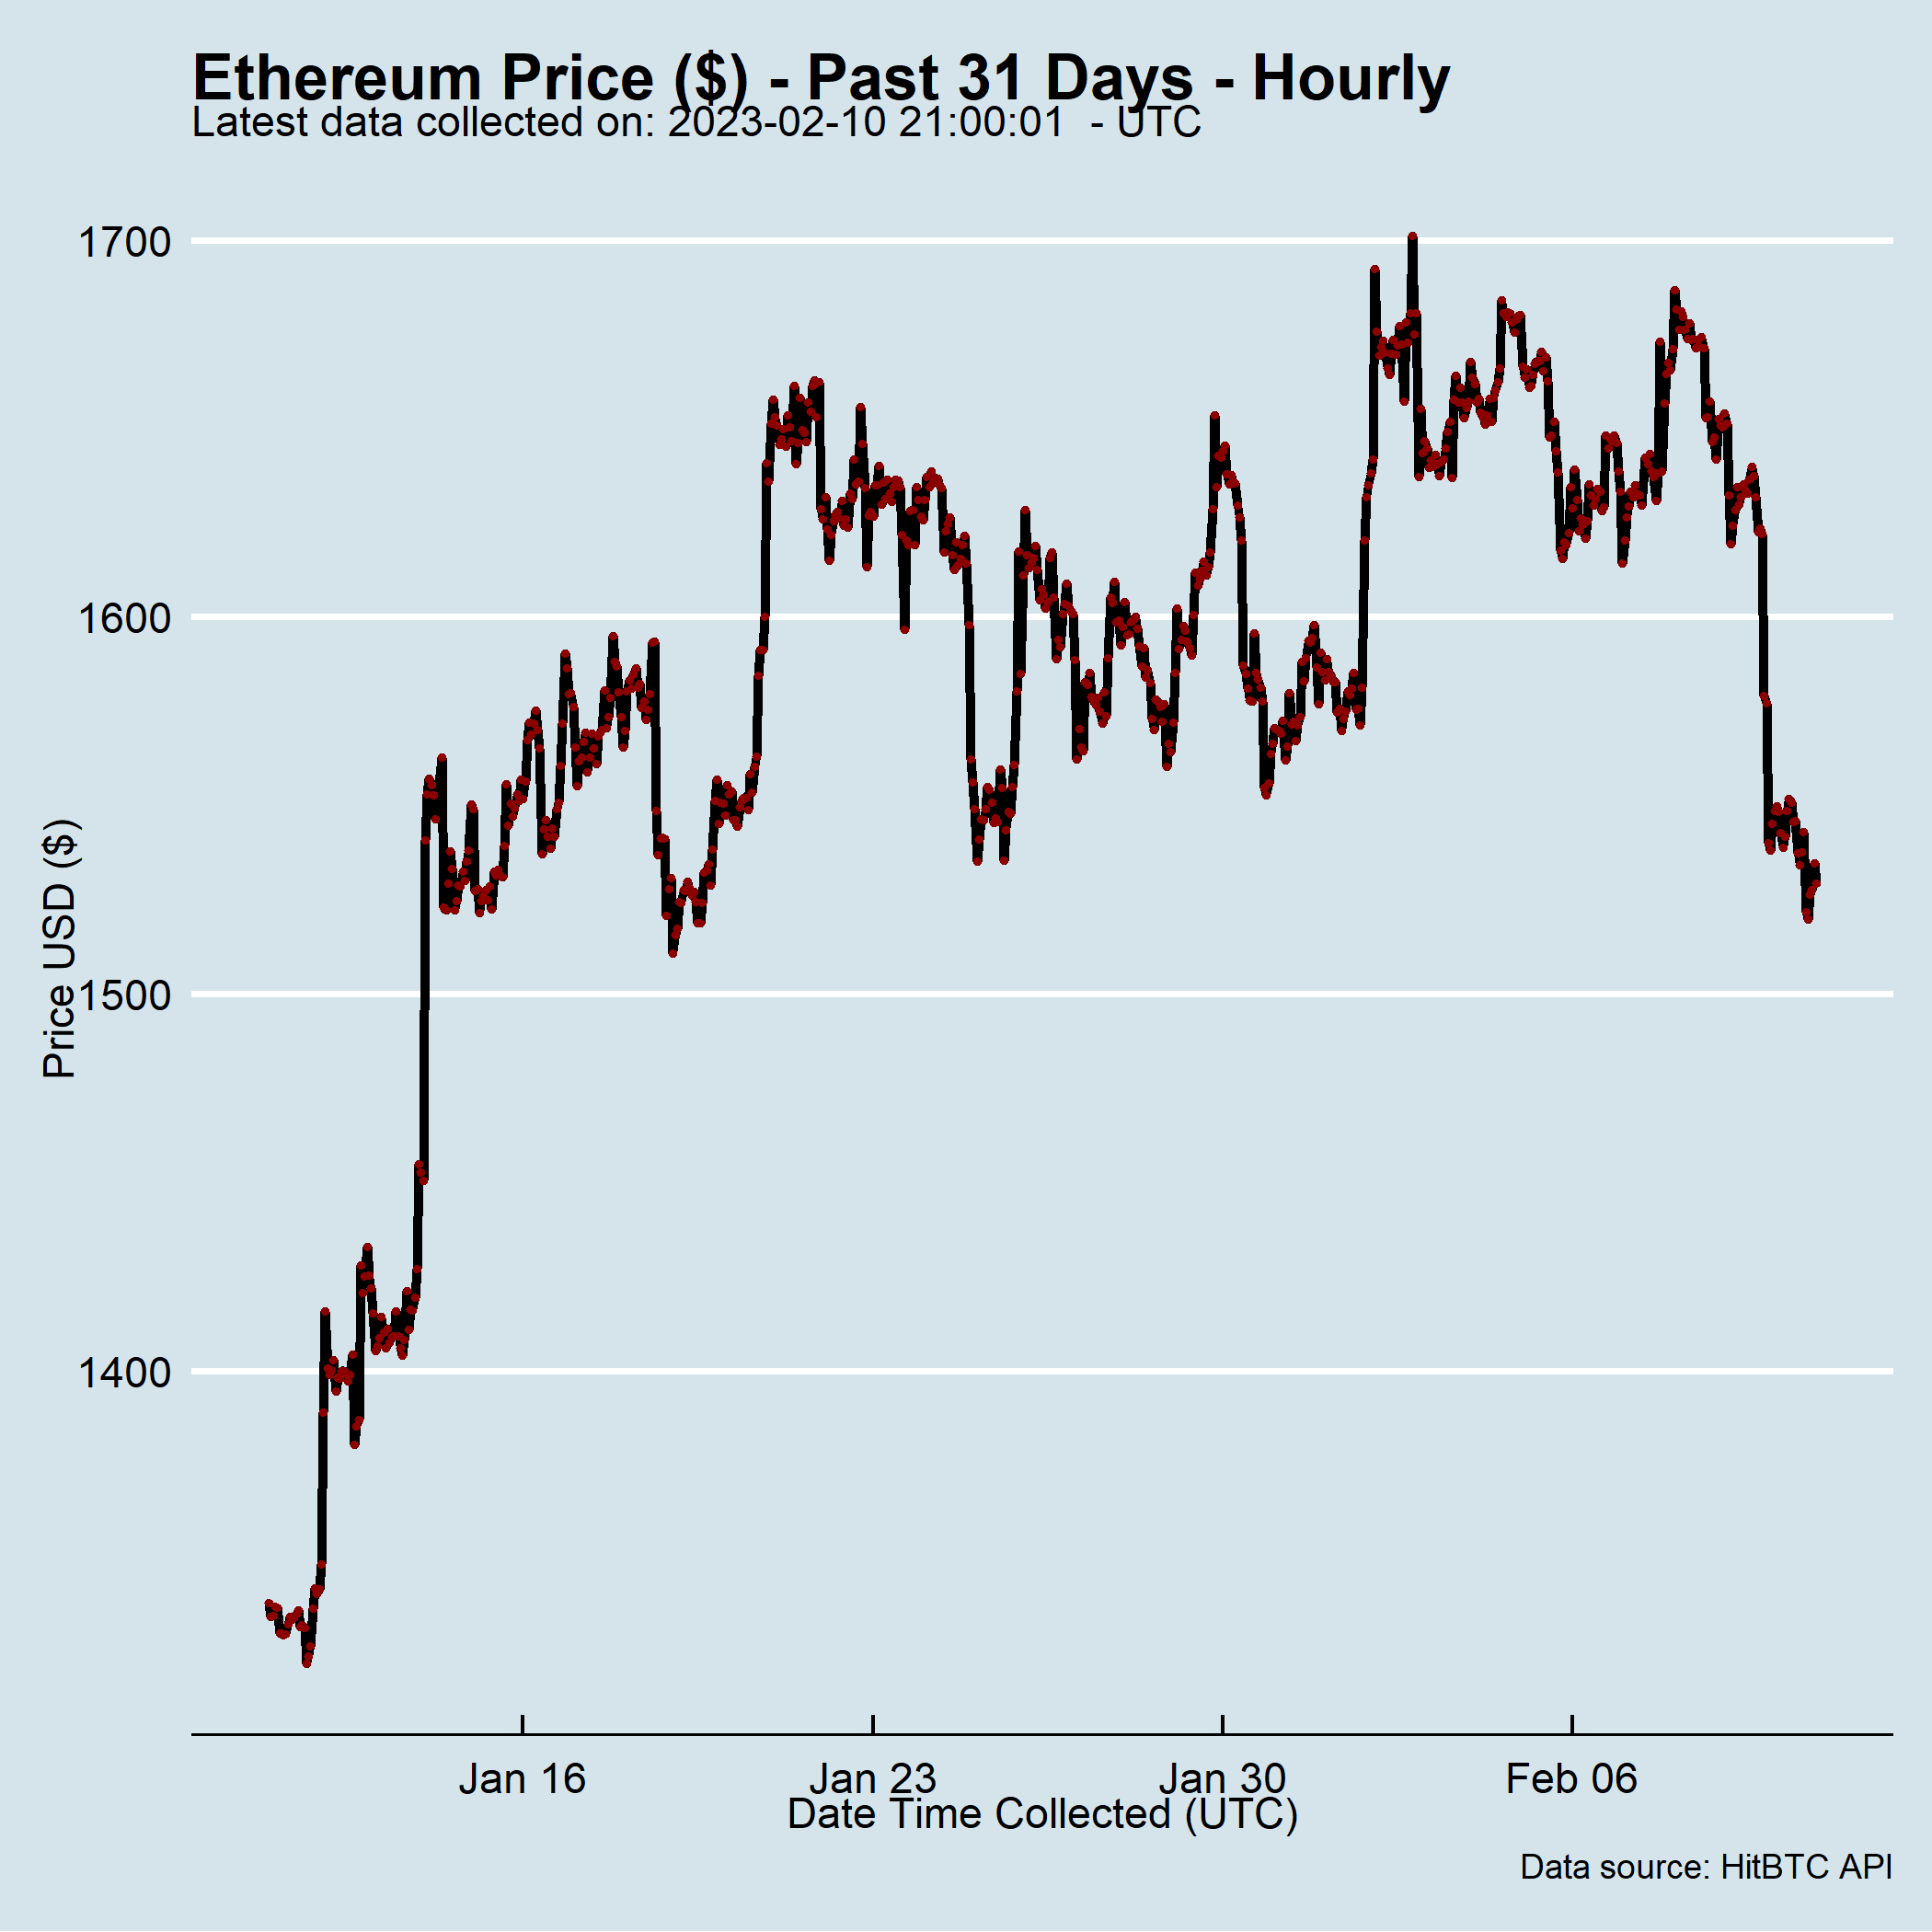 Ethereum Price ($) - Past 31 Days - Hourly
Latest data collected on: 2023-02-10 21:00:01  - UTC
1700
1600
1500
1400
Price USD ($)
Jan 16
Jan 23
Jan 30
Feb 06
Date Time Collected (UTC)
Data source: HitBTC API